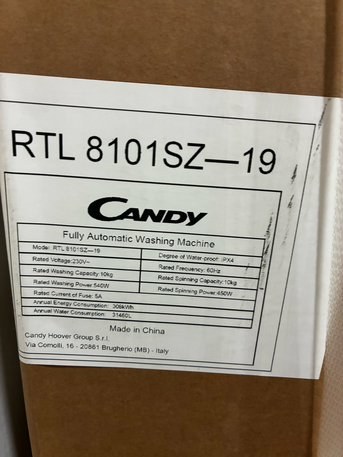 RTL 8101SZ—19
CANDY
Fully Automatic Washing Machine
Model: RTL 8101SZ—19 Degree of Water-proof: IPX4
Rated Voltage:230V~ Rated Frequency: 60Hz
Rated Washing Capacity:10kg Rated Spinning Capacity:10kg
Rated Washing Power:540W Rated Spinning Power:450W
Rated Current of Fuse: 5A
Annual Energy Consumption: 306kWh
Annual Water Consumption: 31460L
Made in China
Candy Hoover Group S.r.l.
Via Comolli, 16 - 20861 Brugherio (MB) - Italy